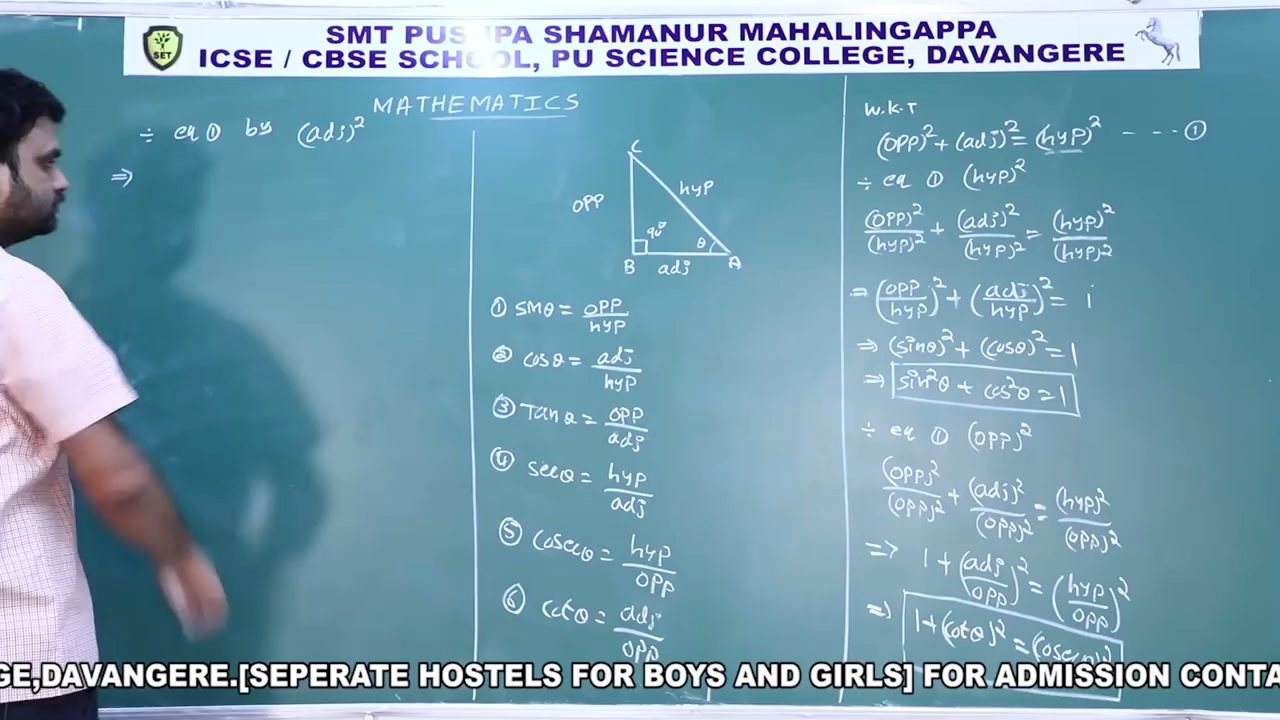 SMT PUSHPA SHAMANUR MAHALINGAPPA
ICSE / CBSE SCHOOL, PU SCIENCE COLLEGE, DAVANGERE
SET
MATHEMATICS
÷ eq ① by (adj)²
⇒
C
OPP
hyp
90°
θ
B
adj
A
① sinθ = OPP/hyp
② cosθ = adj/hyp
③ Tanθ = OPP/adj
④ secθ = hyp/adj
⑤ cosecθ = hyp/OPP
⑥ cotθ = adj/OPP
W.K.T
(OPP)² + (adj)² = (hyp)² - - - ①
÷ eq ① (hyp)²
(OPP)²/(hyp)² + (adj)²/(hyp)² = (hyp)²/(hyp)²
⇒ (OPP/hyp)² + (adj/hyp)² = 1
⇒ (sinθ)² + (cosθ)² = 1
⇒ sin²θ + cos²θ = 1
÷ eq ① (OPP)²
(OPP)²/(OPP)² + (adj)²/(OPP)² = (hyp)²/(OPP)²
⇒ 1 + (adj/OPP)² = (hyp/OPP)²
⇒ 1 + (cotθ)² = (cosecθ)²
GE,DAVANGERE.[SEPERATE HOSTELS FOR BOYS AND GIRLS] FOR ADMISSION CONTA